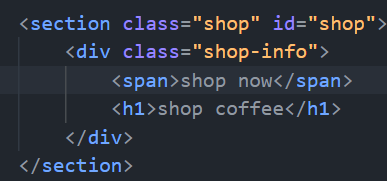 <section class="shop" id="shop">
<div class="shop-info">
<span>shop now</span>
<h1>shop coffee</h1>
</div>
</section>